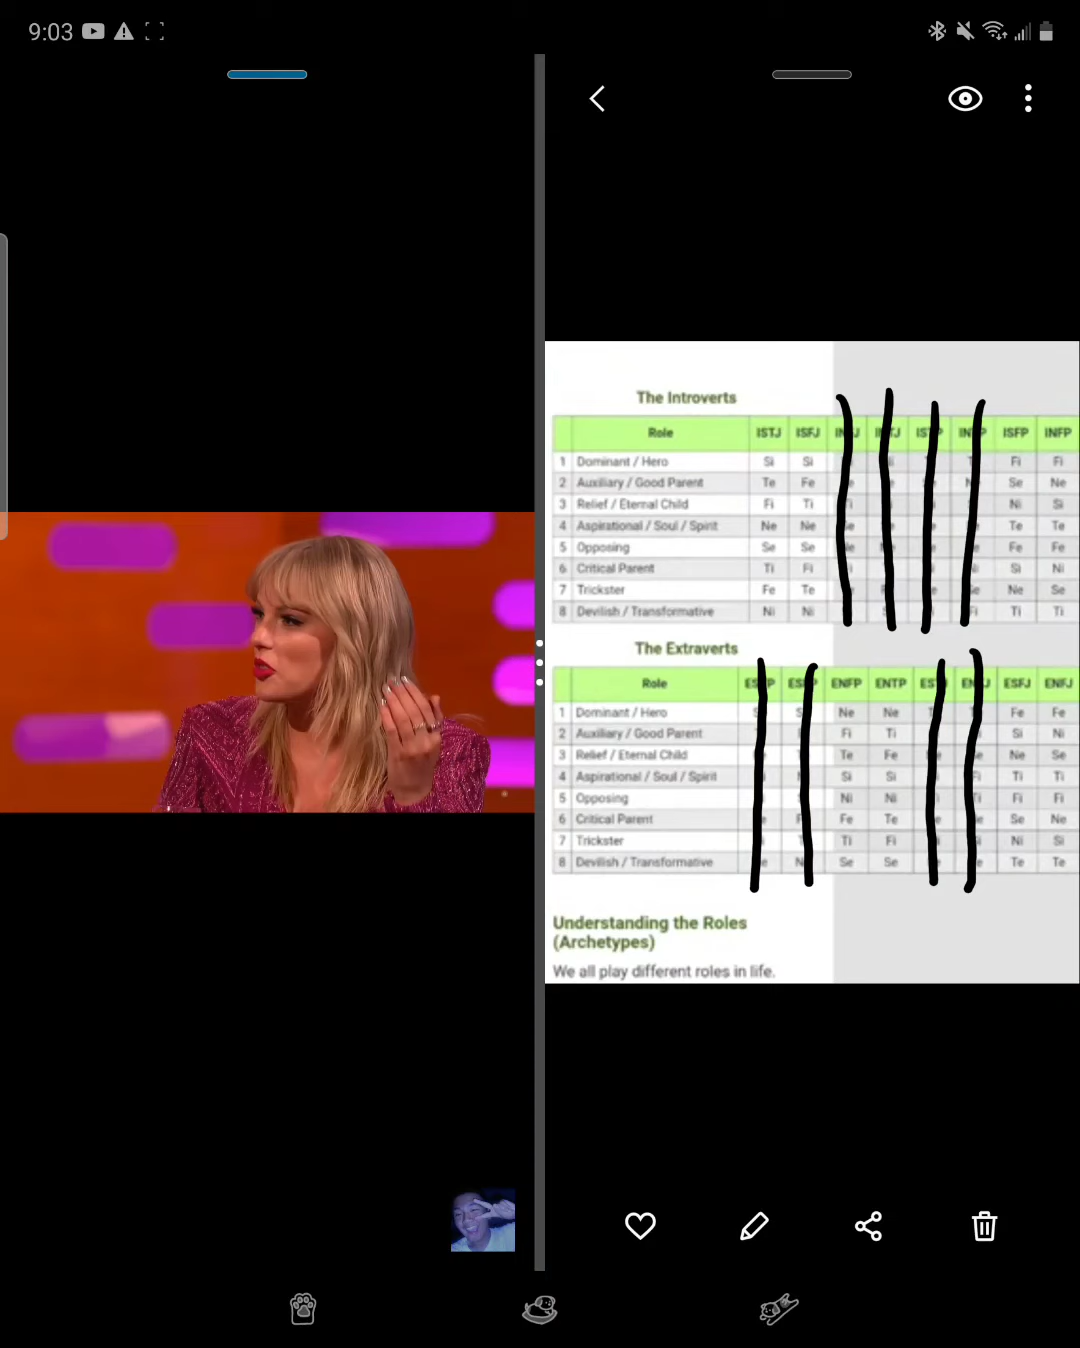 9:03
The Introverts
Role ISTJ ISFJ ISFP INFP
1 Dominant / Hero Si Si Fi Fi
2 Auxiliary / Good Parent Te Fe Se Ne
3 Relief / Eternal Child Fi Ti Ni Si
4 Aspirational / Soul / Spirit Ne Ne Te Te
5 Opposing Se Se Fe Fe
6 Critical Parent Ti Fi Si Ni
7 Trickster Fe Te Ne Se
8 Devilish / Transformative Ni Ni Ti Ti
The Extraverts
Role ENFP ENTP ESFJ ENFJ
1 Dominant / Hero Ne Ne Fe Fe
2 Auxiliary / Good Parent Fi Ti Si Ni
3 Relief / Eternal Child Te Fe Ne Se
4 Aspirational / Soul / Spirit Si Si Ti Ti
5 Opposing Ni Ni Fi Fi
6 Critical Parent Fe Te Se Ne
7 Trickster Ti Fi Ni Si
8 Devilish / Transformative Se Se Te Te
Understanding the Roles
(Archetypes)
We all play different roles in life.